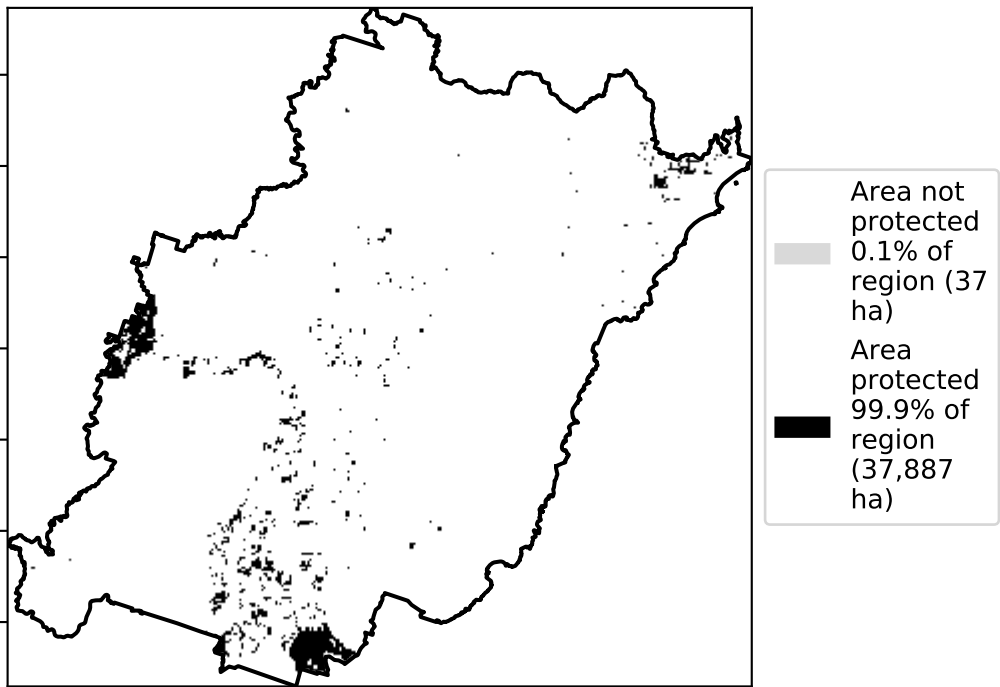 Area not
protected
0.1% of
region (37
ha)
Area
protected
99.9% of
region
(37,887
ha)